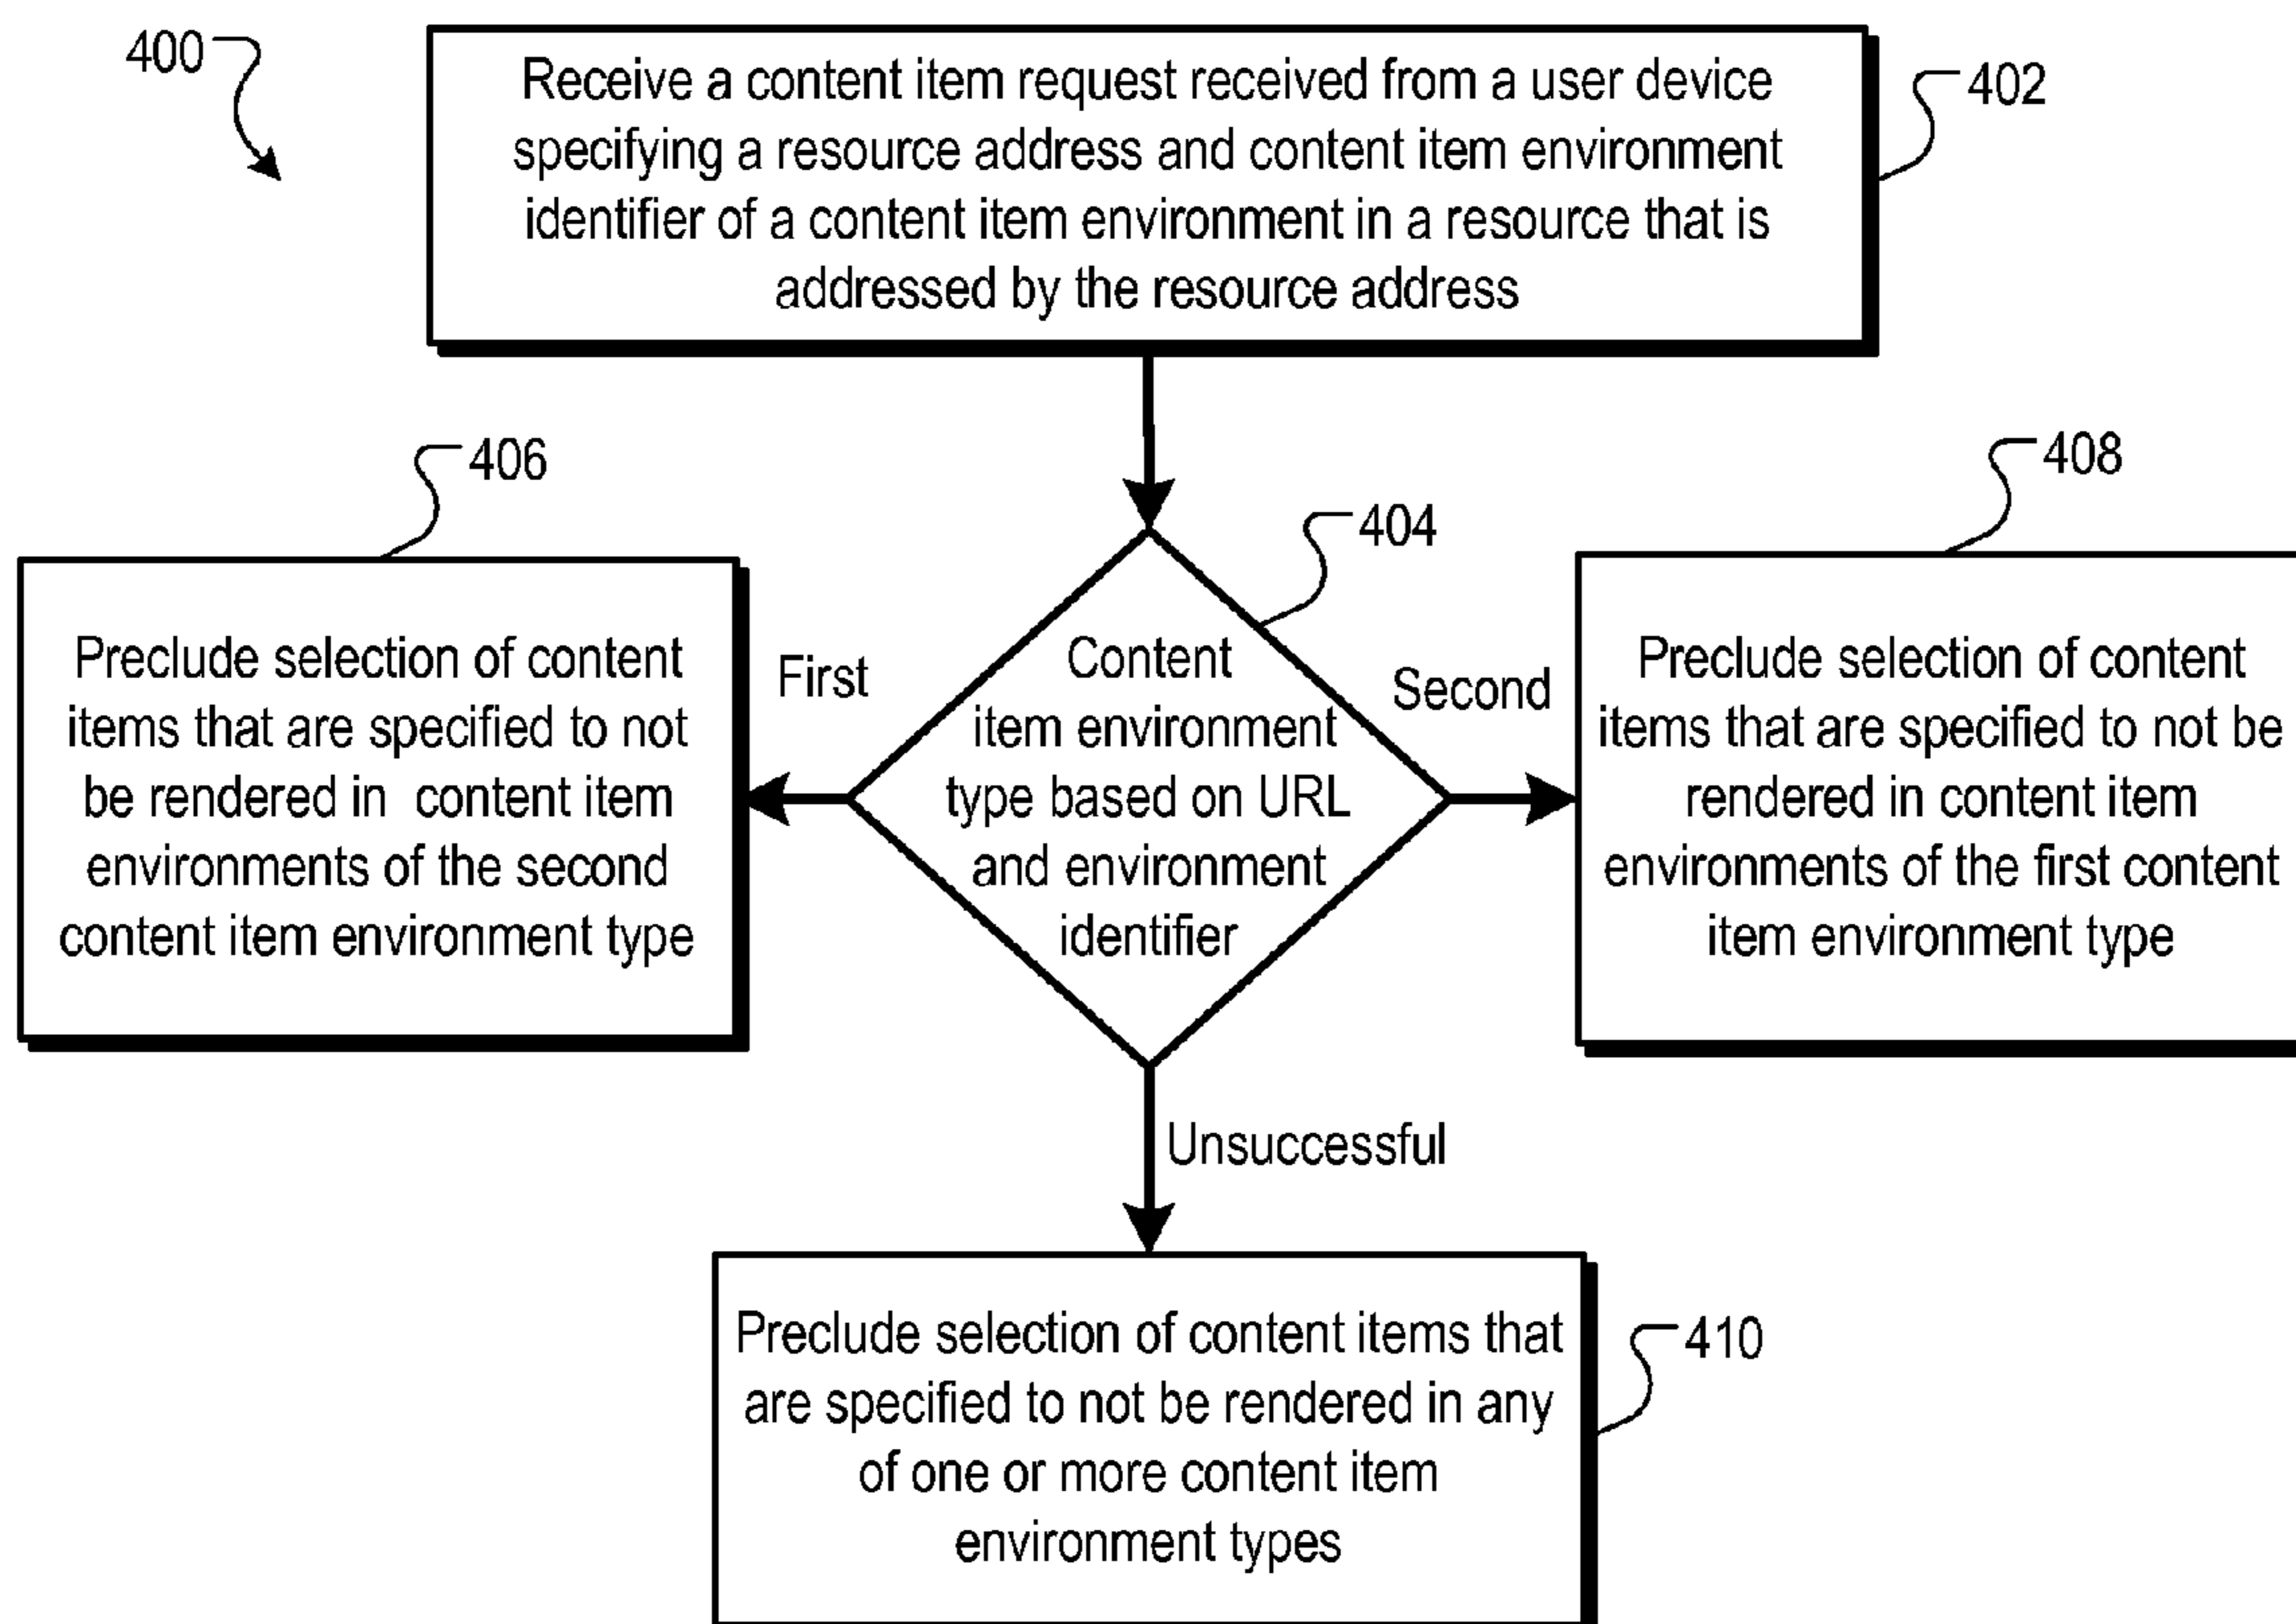 400
Receive a content item request received from a user device
specifying a resource address and content item environment
identifier of a content item environment in a resource that is
addressed by the resource address
402
406
404
408
Preclude selection of content
items that are specified to not
be rendered in content item
environments of the second
content item environment type
First
Content
item environment
type based on URL
and environment
identifier
Second
Preclude selection of content
items that are specified to not be
rendered in content item
environments of the first content
item environment type
Unsuccessful
Preclude selection of content items that
are specified to not be rendered in any
of one or more content item
environment types
410